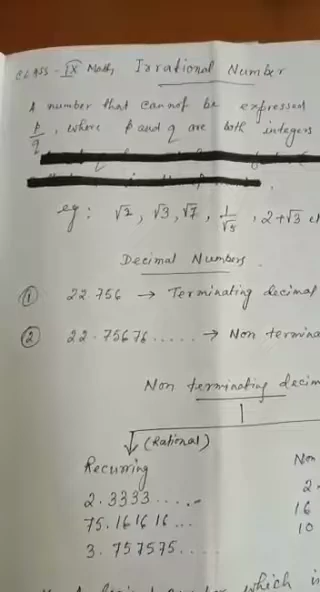 CLASS - IX Math Irrational Number
A number that cannot be expressed
p/q, where p and q are both integers
eg: √2, √3, √7, 1/√5, 2+√3
Decimal Numbers
① 22.756 → Terminating decimal
② 22.75676..... → Non termina
Non terminating decim
(Rational)
Recurring Non
2.3333..... 2.
75.161616... 16
3.757575.... 10
which is